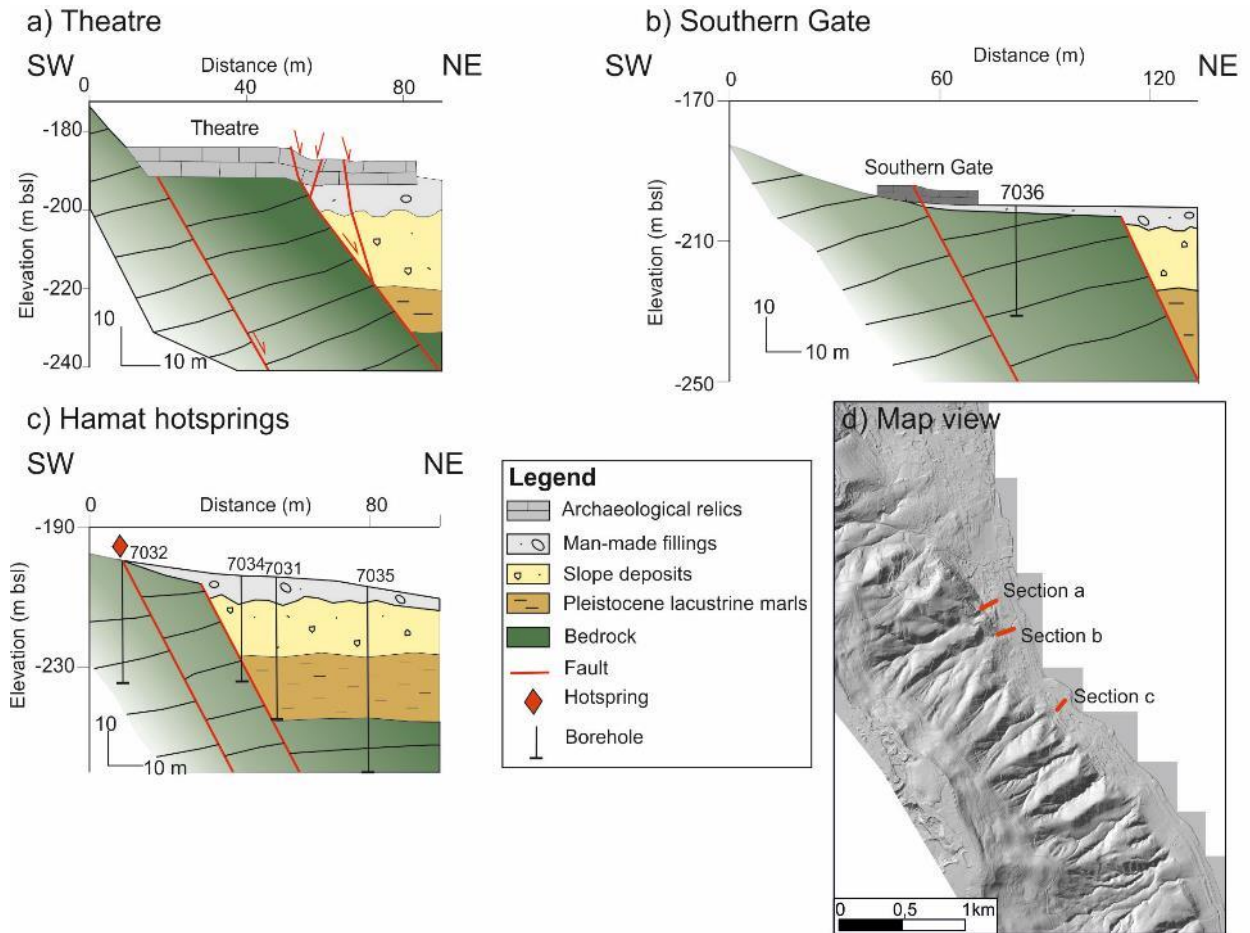 a) Theatre
SW
Distance (m)
NE
0
40
80
Theatre
-180
-200
-220
-240
Elevation (m bsl)
10
10 m
b) Southern Gate
SW
Distance (m)
NE
0
60
120
-170
-210
-250
Elevation (m bsl)
Southern Gate
7036
10
10 m
c) Hamat hotsprings
SW
NE
Distance (m)
0
80
-190
-230
Elevation (m bsl)
7032
7034
7031
7035
10
10 m
Legend
Archaeological relics
Man-made fillings
Slope deposits
Pleistocene lacustrine marls
Bedrock
Fault
Hotspring
Borehole
d) Map view
Section a
Section b
Section c
0 0,5 1km